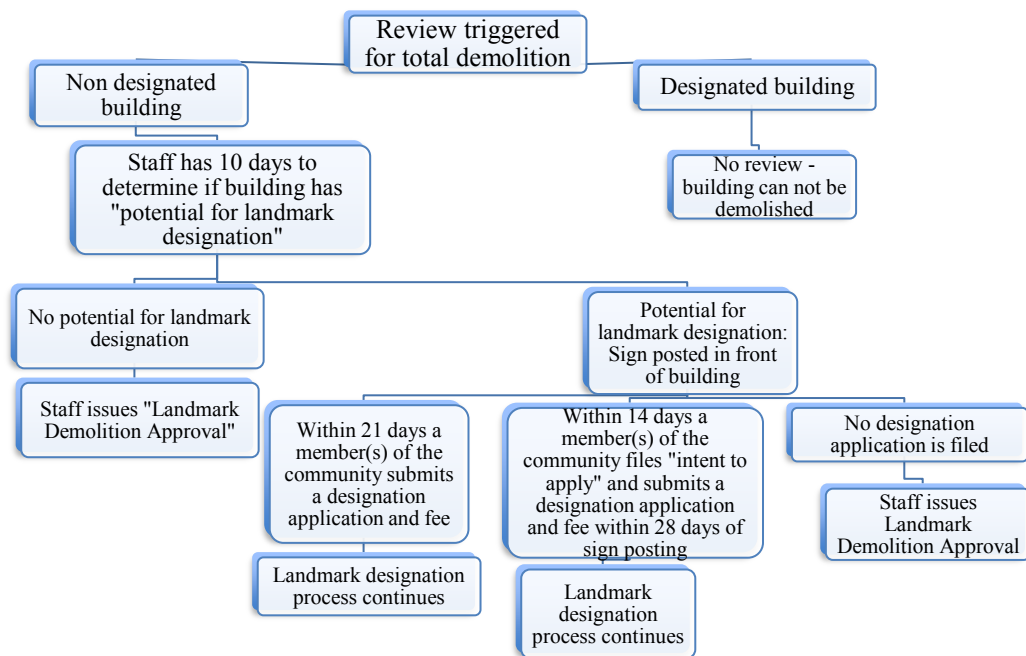 Review triggered
for total demolition
Non designated
building
Designated building
Staff has 10 days to
determine if building has
"potential for landmark
designation"
No review -
building can not be
demolished
No potential for landmark
designation
Potential for
landmark designation:
Sign posted in front
of building
Staff issues "Landmark
Demolition Approval"
Within 21 days a
member(s) of the
community submits
a designation
application and fee
Within 14 days a
member(s) of the
community files "intent to
apply" and submits a
designation application
and fee within 28 days of
sign posting
No designation
application is filed
Staff issues
Landmark
Demolition Approval
Landmark designation
process continues
Landmark
designation
process continues